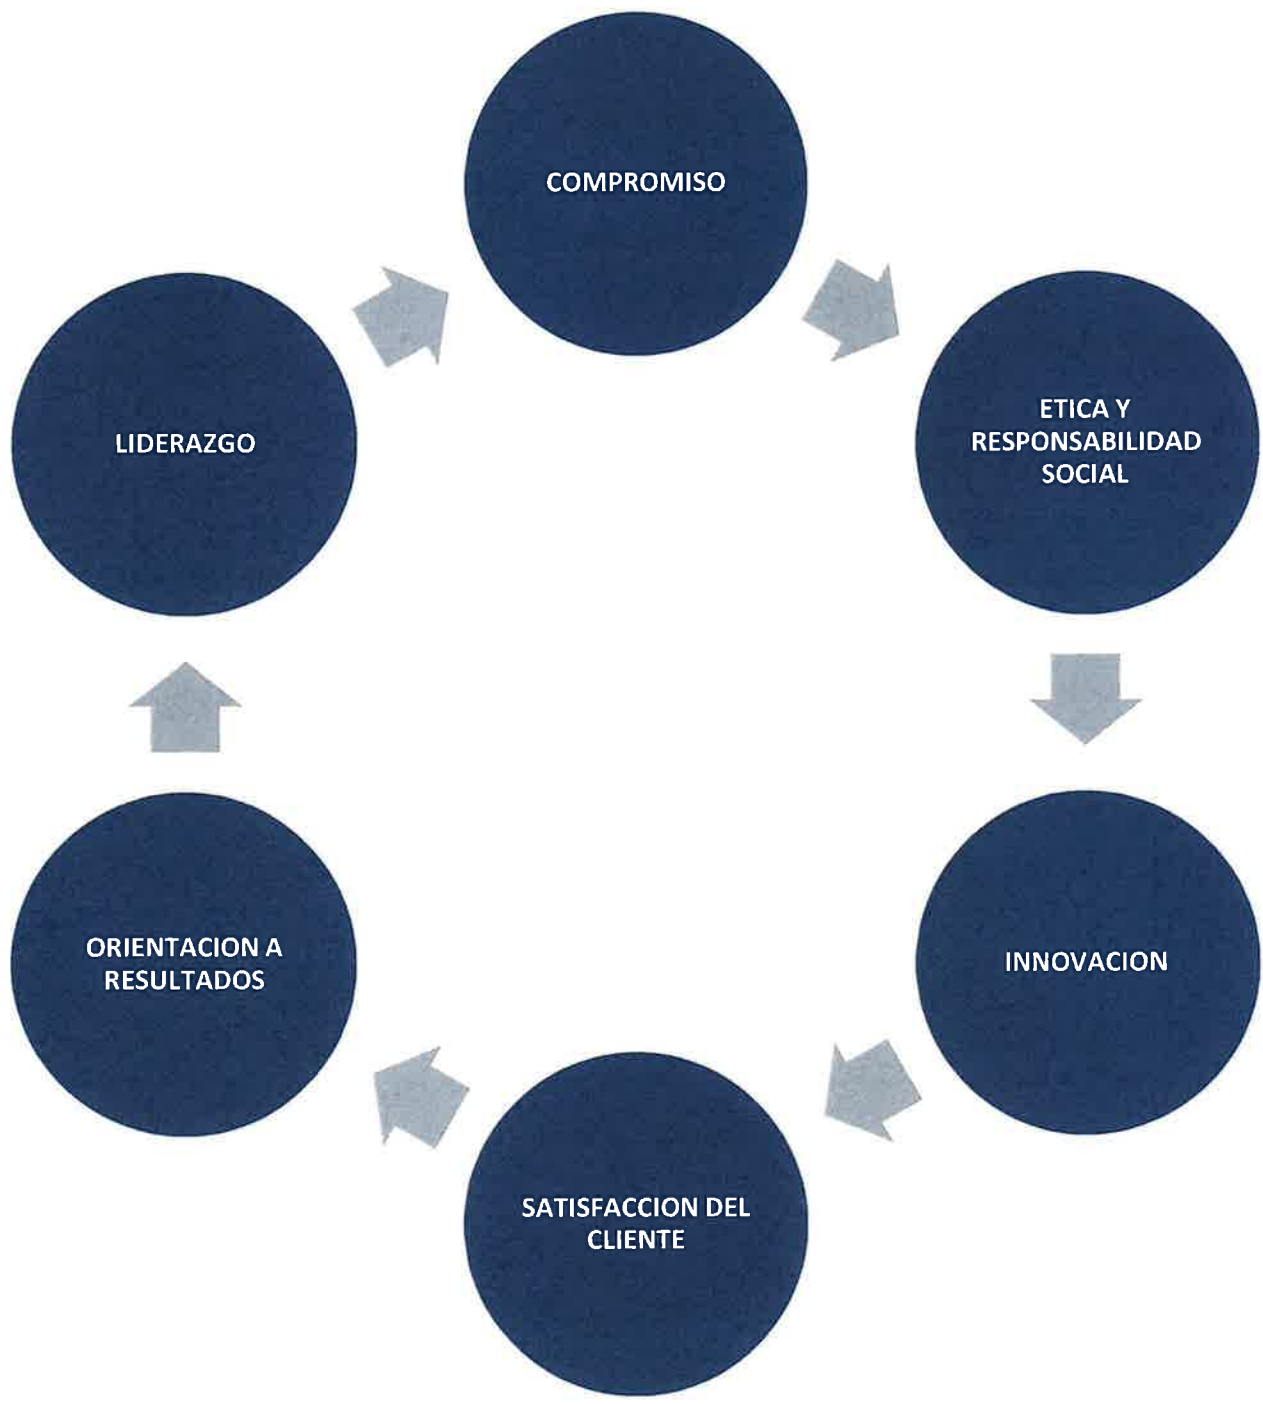 COMPROMISO
ETICA Y
RESPONSABILIDAD
SOCIAL
INNOVACION
SATISFACCION DEL
CLIENTE
ORIENTACION A
RESULTADOS
LIDERAZGO